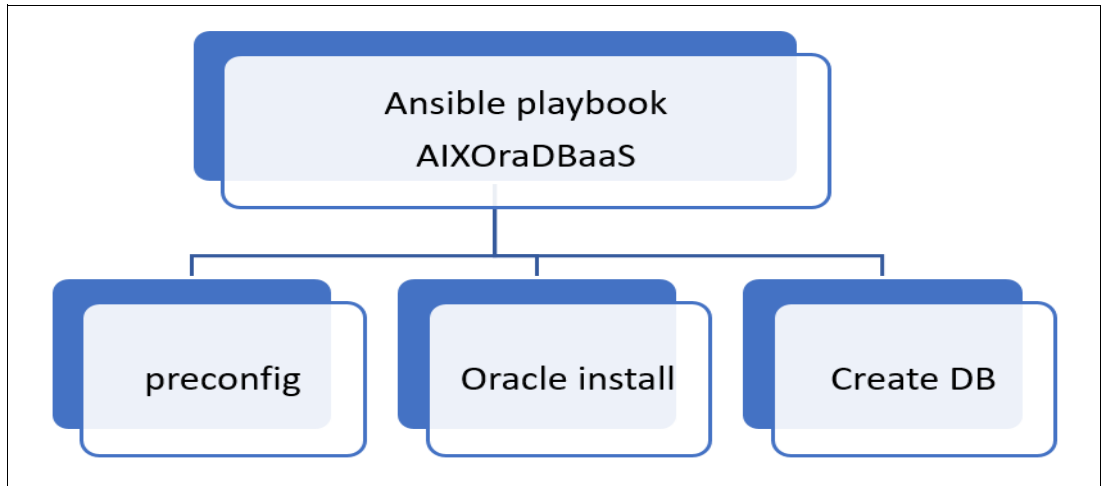 Ansible playbook
AIXOraDBaaS
preconfig
Oracle install
Create DB